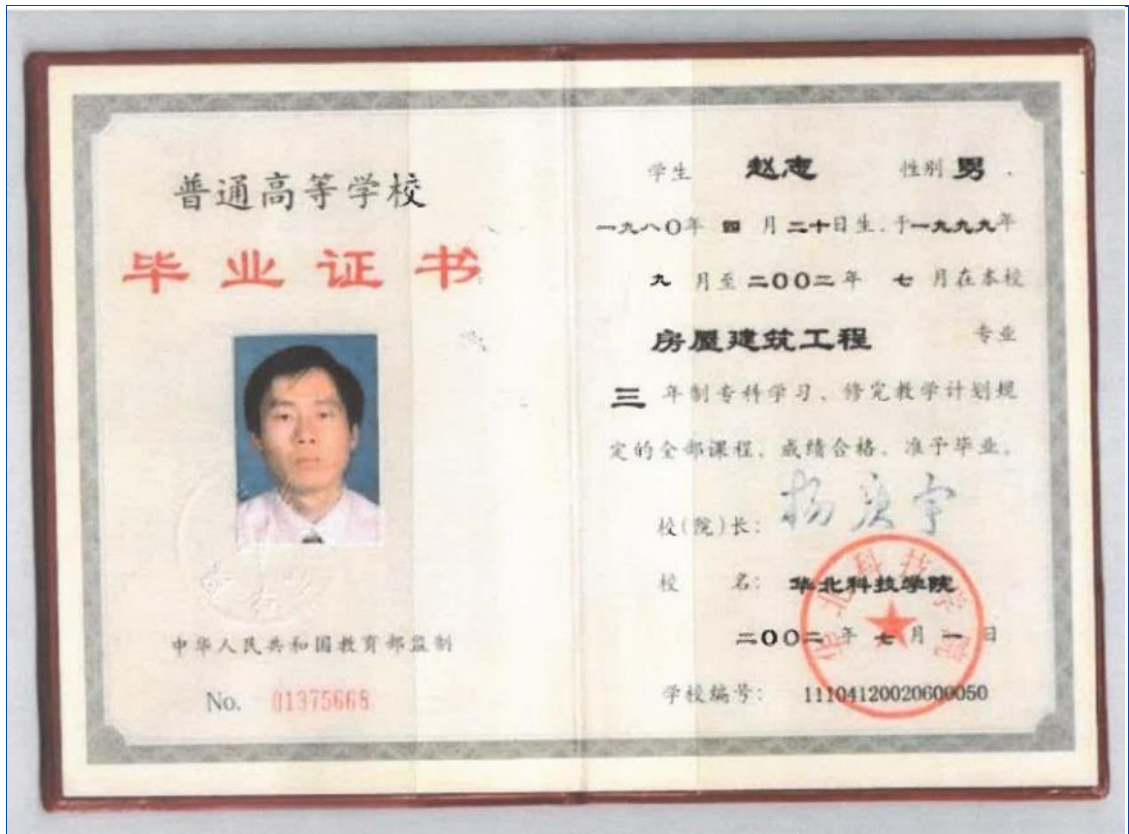 普通高等学校
毕业证书
中华人民共和国教育部监制
No. 01375668
学生 赵志 性别 男 .
一九八〇年 四 月 二十日生,于一九九九年
九 月至 二〇〇二年 七 月在本校
房屋建筑工程 专业
三 年制专科学习、修完教学计划规
定的全部课程、成绩合格、准予毕业。
校(院)长:
校 名: 华北科技学院
二〇〇二 年 七 月 一 日
学校编号: 11104120020600050
华北科技学院